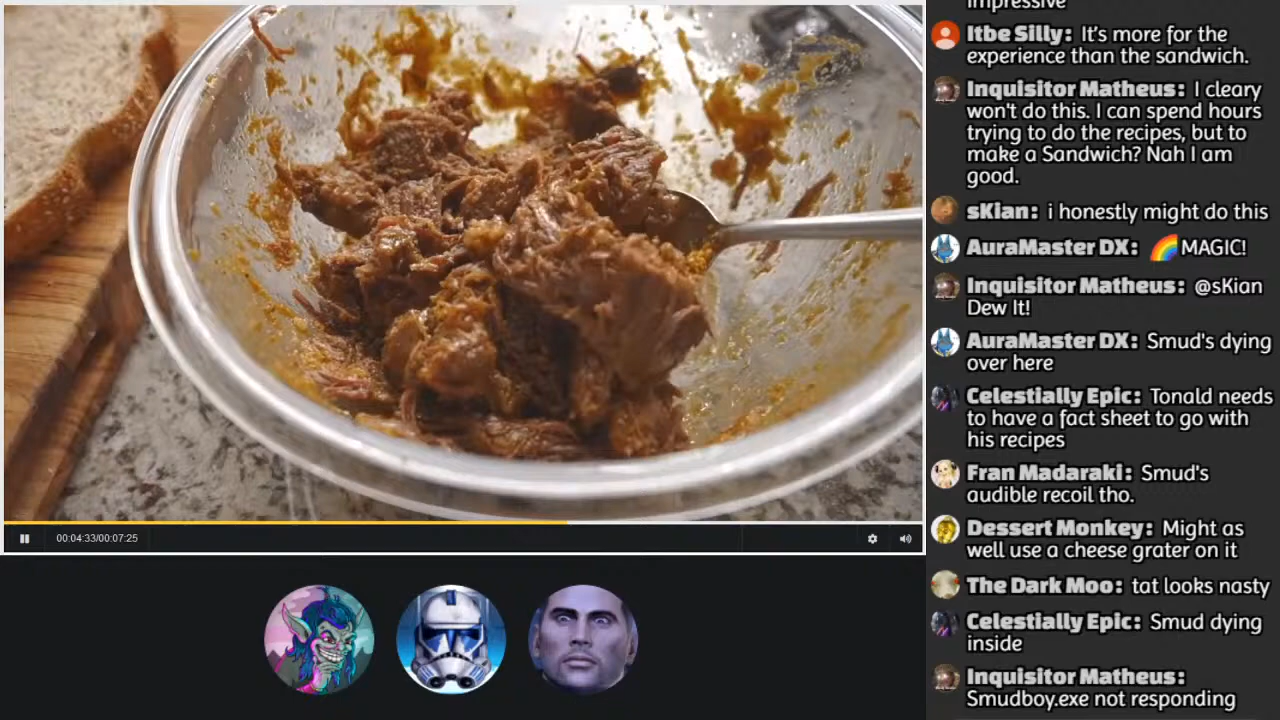 00:04:33/00:07:25
impressive
Itbe Silly: It's more for the
experience than the sandwich.
Inquisitor Matheus: I cleary
won't do this. I can spend hours
trying to do the recipes, but to
make a Sandwich? Nah I am
good.
sKian: i honestly might do this
AuraMaster DX: 🌈MAGIC!
Inquisitor Matheus: @sKian
Dew It!
AuraMaster DX: Smud's dying
over here
Celestially Epic: Tonald needs
to have a fact sheet to go with
his recipes
Fran Madaraki: Smud's
audible recoil tho.
Dessert Monkey: Might as
well use a cheese grater on it
The Dark Moo: tat looks nasty
Celestially Epic: Smud dying
inside
Inquisitor Matheus:
Smudboy.exe not responding